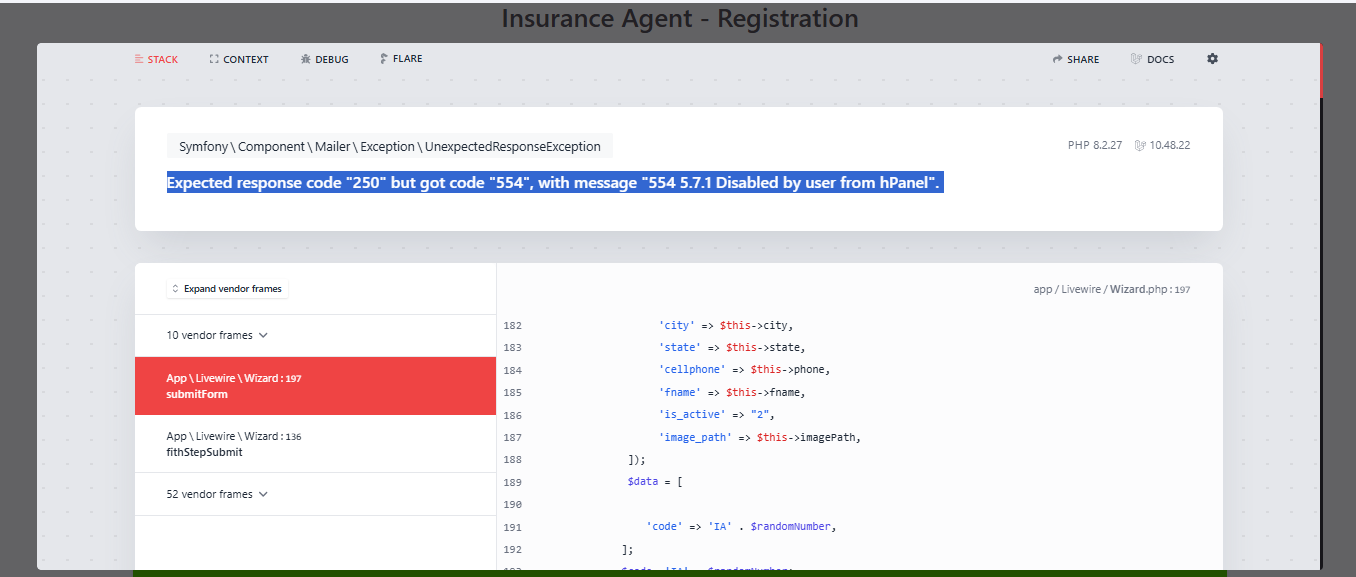 Insurance Agent - Registration
STACK CONTEXT DEBUG FLARE SHARE DOCS
Symfony \ Component \ Mailer \ Exception \ UnexpectedResponseException
PHP 8.2.27 10.48.22
Expected response code "250" but got code "554", with message "554 5.7.1 Disabled by user from hPanel".
Expand vendor frames
10 vendor frames
App \ Livewire \ Wizard : 197
submitForm
App \ Livewire \ Wizard : 136
fithStepSubmit
52 vendor frames
app / Livewire / Wizard.php : 197
182 'city' => $this->city,
183 'state' => $this->state,
184 'cellphone' => $this->phone,
185 'fname' => $this->fname,
186 'is_active' => "2",
187 'image_path' => $this->imagePath,
188 ]);
189 $data = [
190
191 'code' => 'IA' . $randomNumber,
192 ];